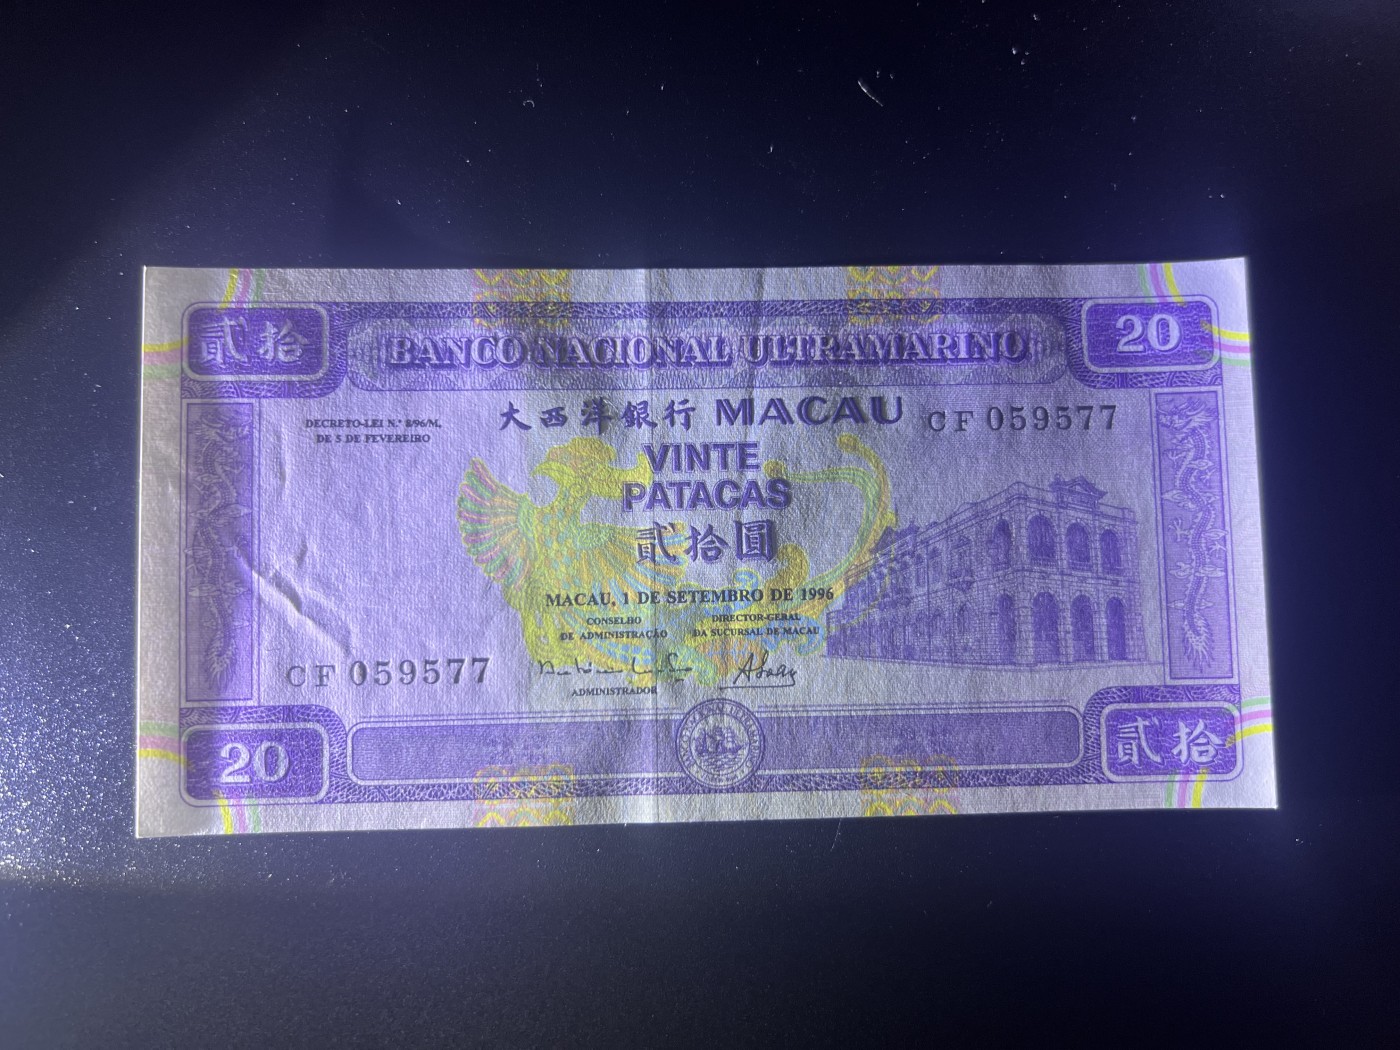 貳拾
BANCO NACIONAL ULTRAMARINO
20
DECRETO-LEI N.º 8/96/M,
DE 5 DE FEVEREIRO
大西洋銀行 MACAU
CF 059577
VINTE
PATACAS
貳拾圓
MACAU, 1 DE SETEMBRO DE 1996
CONSELHO
DE ADMINISTRAÇÃO
DIRECTOR-GERAL
DA SUCURSAL DE MACAU
CF 059577
ADMINISTRADOR
20
貳拾